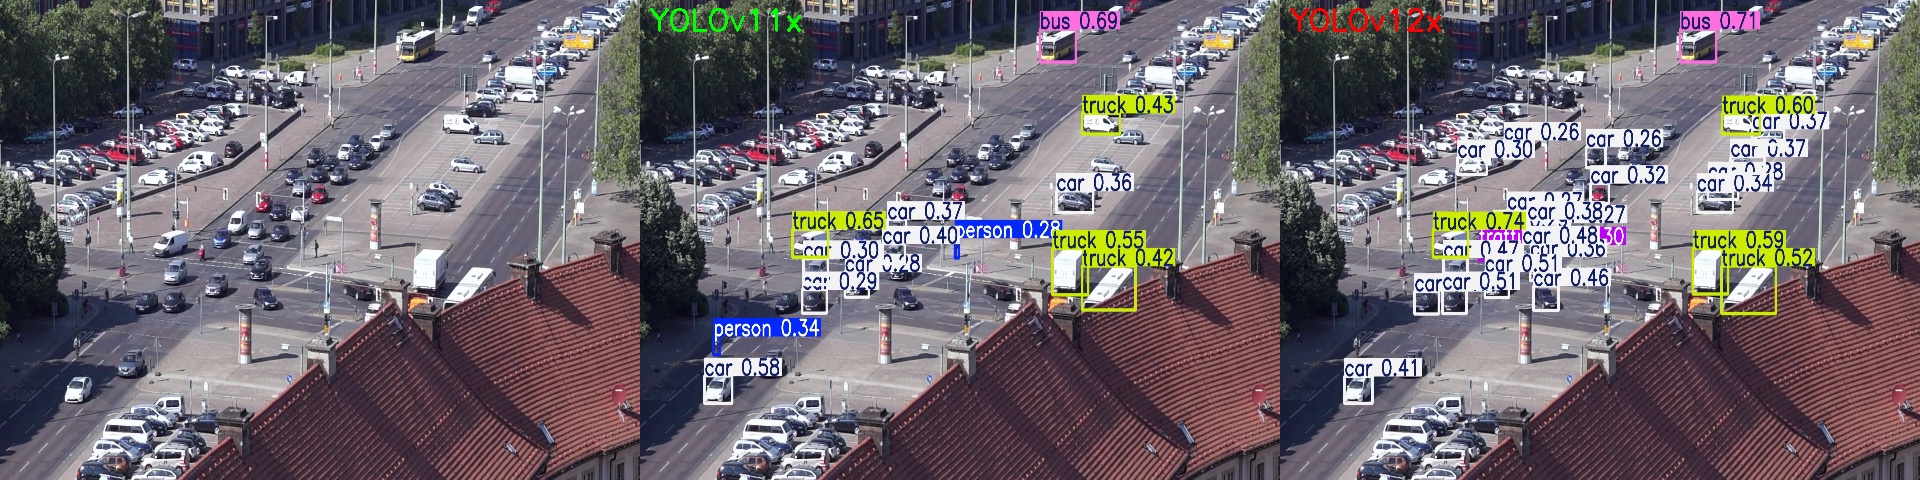 YOLOv11x
bus 0.69
truck 0.43
car 0.36
truck 0.65
car 0.37
person 0.28
car 0.40
truck 0.55
car 0.30
truck 0.42
car 0.28
car 0.29
person 0.34
car 0.58
YOLOv12x
bus 0.71
truck 0.60
car 0.37
car 0.26
car 0.26
car 0.30
car 0.37
car 0.32
car 0.34
car 0.27
car 0.38
truck 0.74
car 0.48
truck 0.59
truck 0.52
car 0.51
car 0.51
car 0.46
car 0.41